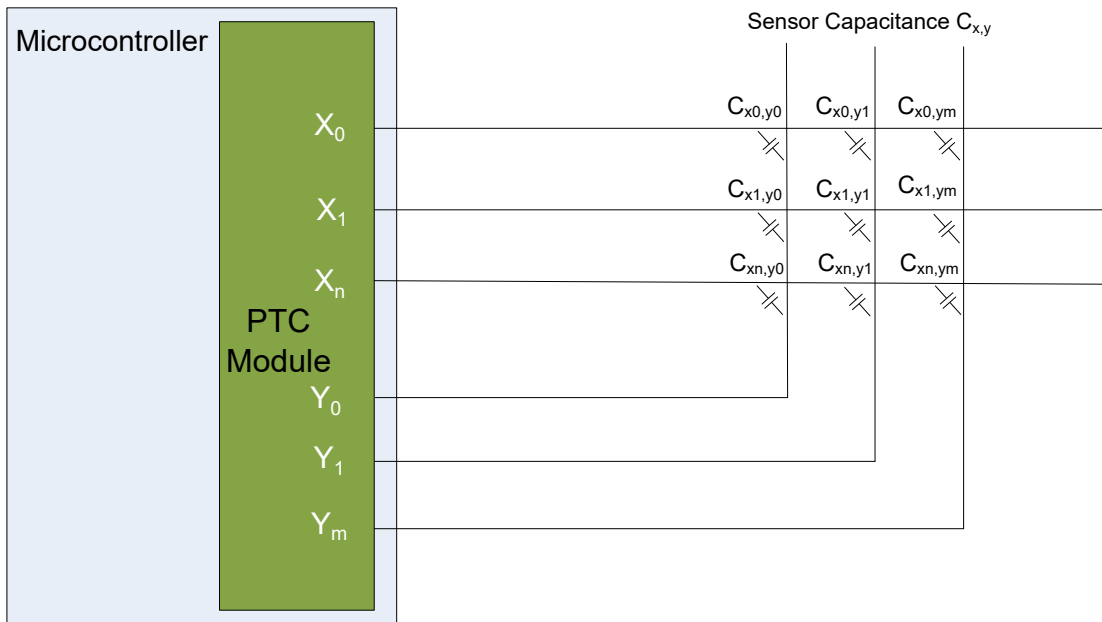 Microcontroller
Sensor Capacitance Cx,y
X0
Cx0,y0 Cx0,y1 Cx0,ym
X1
Cx1,y0 Cx1,y1 Cx1,ym
Xn
Cxn,y0 Cxn,y1 Cxn,ym
PTC
Module
Y0
Y1
Ym